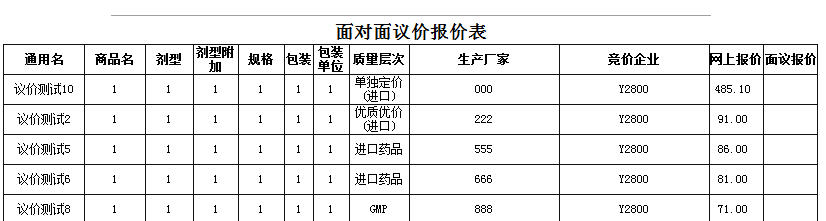 面对面议价报价表
通用名 商品名 剂型 剂型附加 规格 包装 包装单位 质量层次 生产厂家 竞价企业 网上报价 面议报价
议价测试10 1 1 1 1 1 1 单独定价(进口) 000 Y2800 485.10
议价测试2 1 1 1 1 1 1 优质优价(进口) 222 Y2800 91.00
议价测试5 1 1 1 1 1 1 进口药品 555 Y2800 86.00
议价测试6 1 1 1 1 1 1 进口药品 666 Y2800 81.00
议价测试8 1 1 1 1 1 1 GMP 888 Y2800 71.00